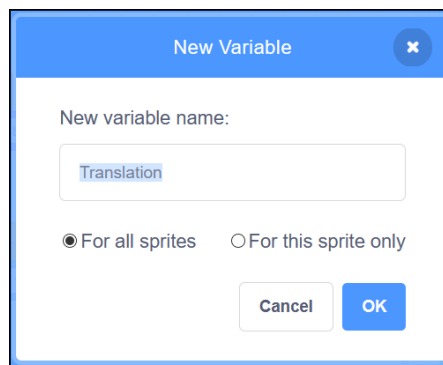 New Variable
New variable name:
Translation
For all sprites For this sprite only
Cancel OK